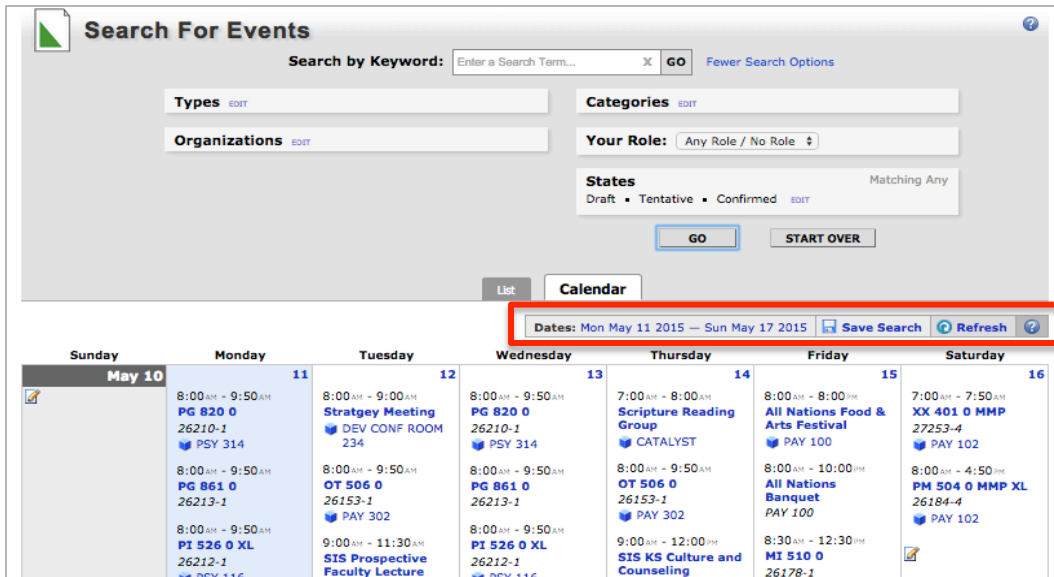 Search For Events
Search by Keyword: Enter a Search Term... X GO Fewer Search Options
Types EDIT
Categories EDIT
Organizations EDIT
Your Role: Any Role / No Role
States Matching Any
Draft ▪ Tentative ▪ Confirmed EDIT
GO START OVER
List Calendar
Dates: Mon May 11 2015 — Sun May 17 2015 Save Search Refresh ?
Sunday Monday Tuesday Wednesday Thursday Friday Saturday
May 10
11
8:00AM - 9:50AM
PG 820 0
26210-1
PSY 314
8:00AM - 9:50AM
PG 861 0
26213-1
8:00AM - 9:50AM
PI 526 0 XL
26212-1
PSY 116
12
8:00AM - 9:00AM
Stratgey Meeting
DEV CONF ROOM
234
8:00AM - 9:50AM
OT 506 0
26153-1
PAY 302
9:00AM - 11:30AM
SIS Prospective
Faculty Lecture
13
8:00AM - 9:50AM
PG 820 0
26210-1
PSY 314
8:00AM - 9:50AM
PG 861 0
26213-1
8:00AM - 9:50AM
PI 526 0 XL
26212-1
PSY 116
14
7:00AM - 8:00AM
Scripture Reading
Group
CATALYST
8:00AM - 9:50AM
OT 506 0
26153-1
PAY 302
9:00AM - 12:00PM
SIS KS Culture and
Counseling
15
8:00AM - 8:00PM
All Nations Food &
Arts Festival
PAY 100
8:00AM - 10:00PM
All Nations
Banquet
PAY 100
8:30AM - 12:30PM
MI 510 0
26178-1
16
7:00AM - 7:50AM
XX 401 0 MMP
27253-4
PAY 102
8:00AM - 4:50PM
PM 504 0 MMP XL
26184-4
PAY 102